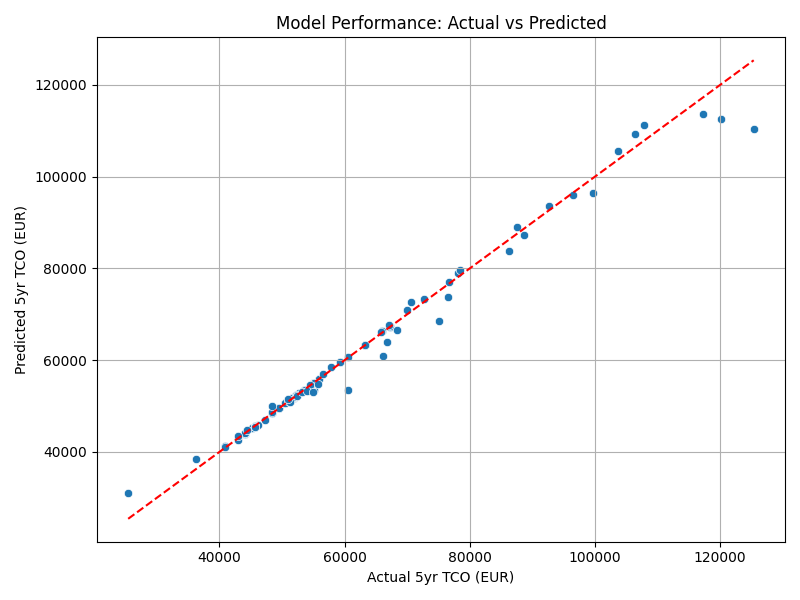 Model Performance: Actual vs Predicted
Predicted 5yr TCO (EUR)
120000
100000
80000
60000
40000
40000 60000 80000 100000 120000
Actual 5yr TCO (EUR)